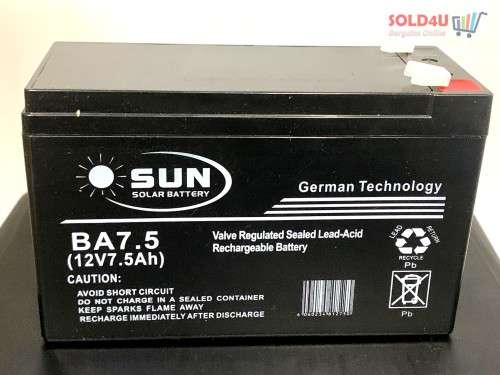 SOLD4U
Bargains Online
SUN
SOLAR BATTERY
German Technology
BA7.5
(12V7.5Ah)
Valve Regulated Sealed Lead-Acid
Rechargeable Battery
LEAD
RETURN
RECYCLE
Pb
CAUTION:
AVOID SHORT CIRCUIT
DO NOT CHARGE IN A SEALED CONTAINER
KEEP SPARKS FLAME AWAY
RECHARGE IMMEDIATELY AFTER DISCHARGE
Pb